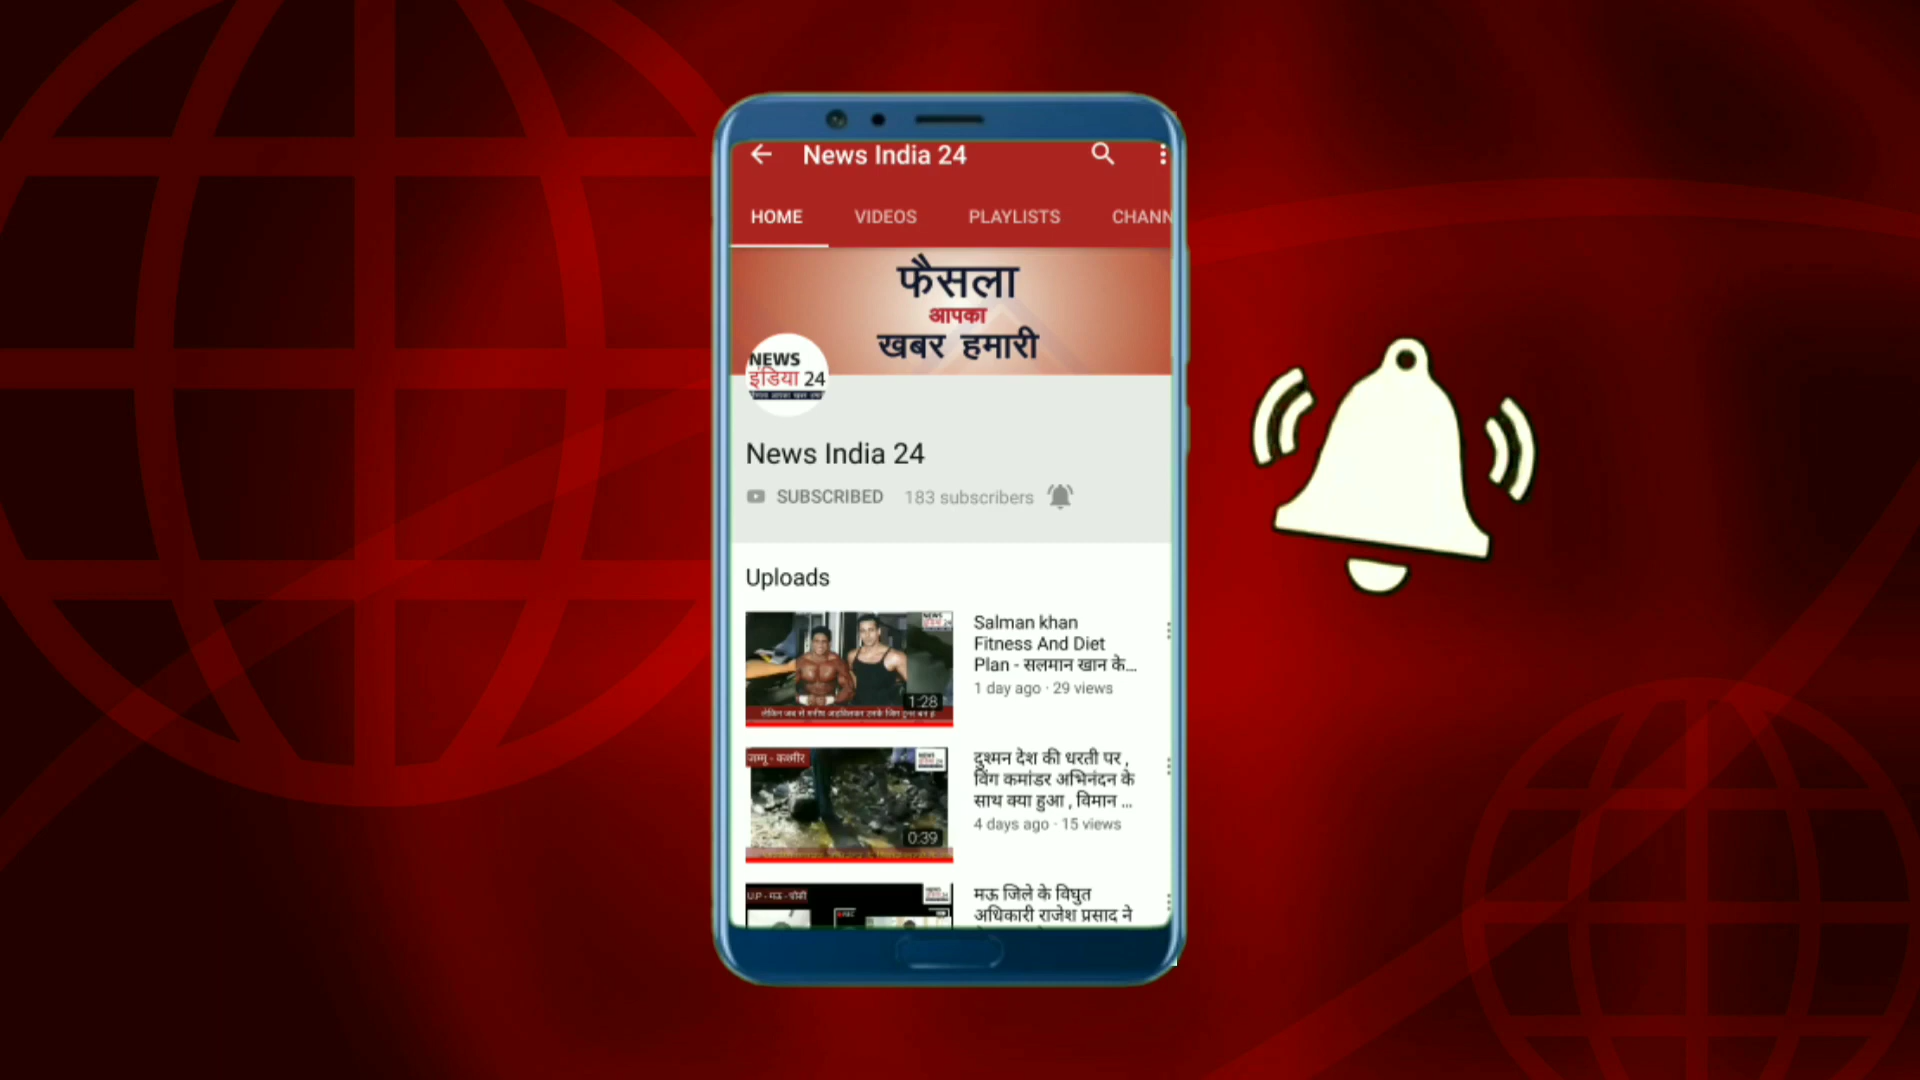 News India 24
HOME VIDEOS PLAYLISTS CHANN
फैसला
आपका
खबर हमारी
NEWS
इंडिया 24
News India 24
SUBSCRIBED 183 subscribers
Uploads
Salman khan
Fitness And Diet
Plan - सलमान खान के...
1 day ago · 29 views
1:28
जम्मू - कश्मीर
दुश्मन देश की धरती पर ,
विंग कमांडर अभिनंदन के
साथ क्या हुआ , विमान ...
4 days ago · 15 views
0:39
मऊ जिले के विघुत
अधिकारी राजेश प्रसाद ने